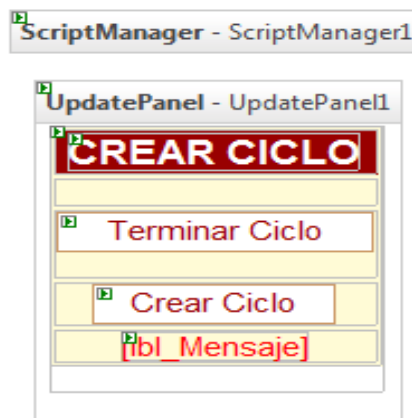 ScriptManager - ScriptManager1
UpdatePanel - UpdatePanel1
CREAR CICLO
Terminar Ciclo
Crear Ciclo
[lbl_Mensaje]